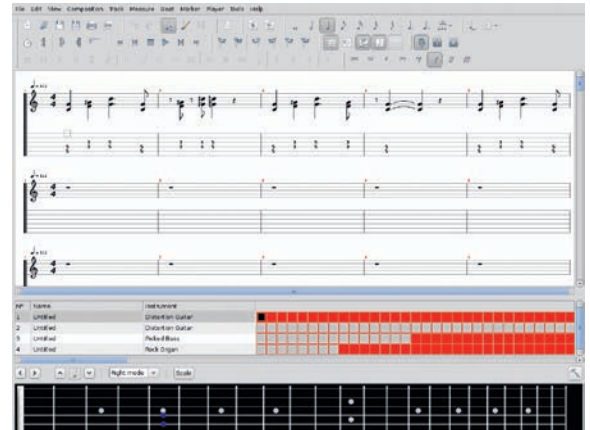 File Edit View Composition Track Measure Beat Marker Player Tools Help
Nº Name Instrument
1 Untitled Distortion Guitar
2 Untitled Distortion Guitar
3 Untitled Picked Bass
4 Untitled Rock Organ
Right mode Scale